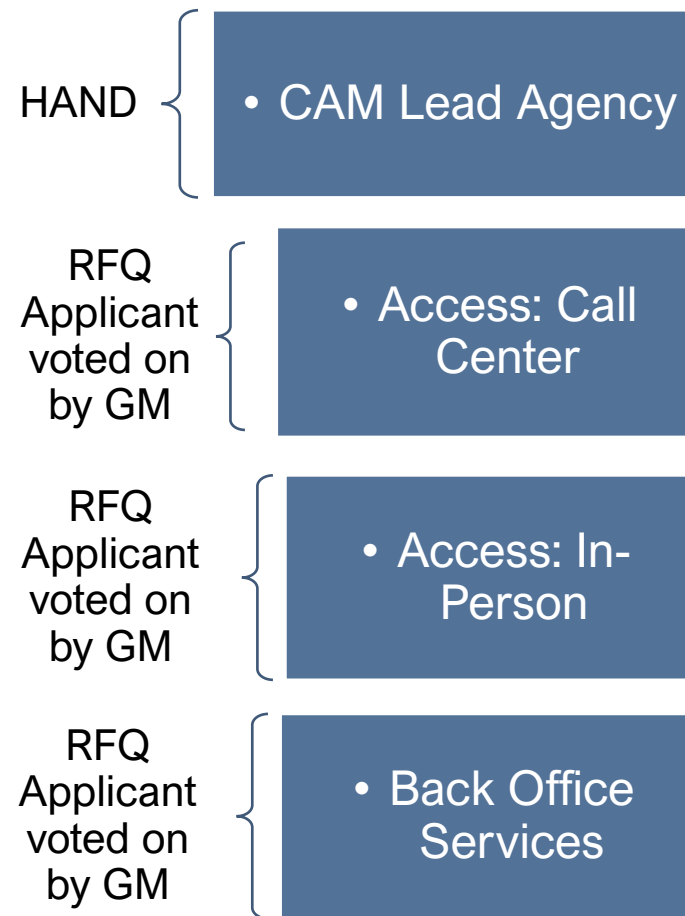 HAND
• CAM Lead Agency
RFQ
Applicant
voted on
by GM
• Access: Call
Center
RFQ
Applicant
voted on
by GM
• Access: In-
Person
RFQ
Applicant
voted on
by GM
• Back Office
Services